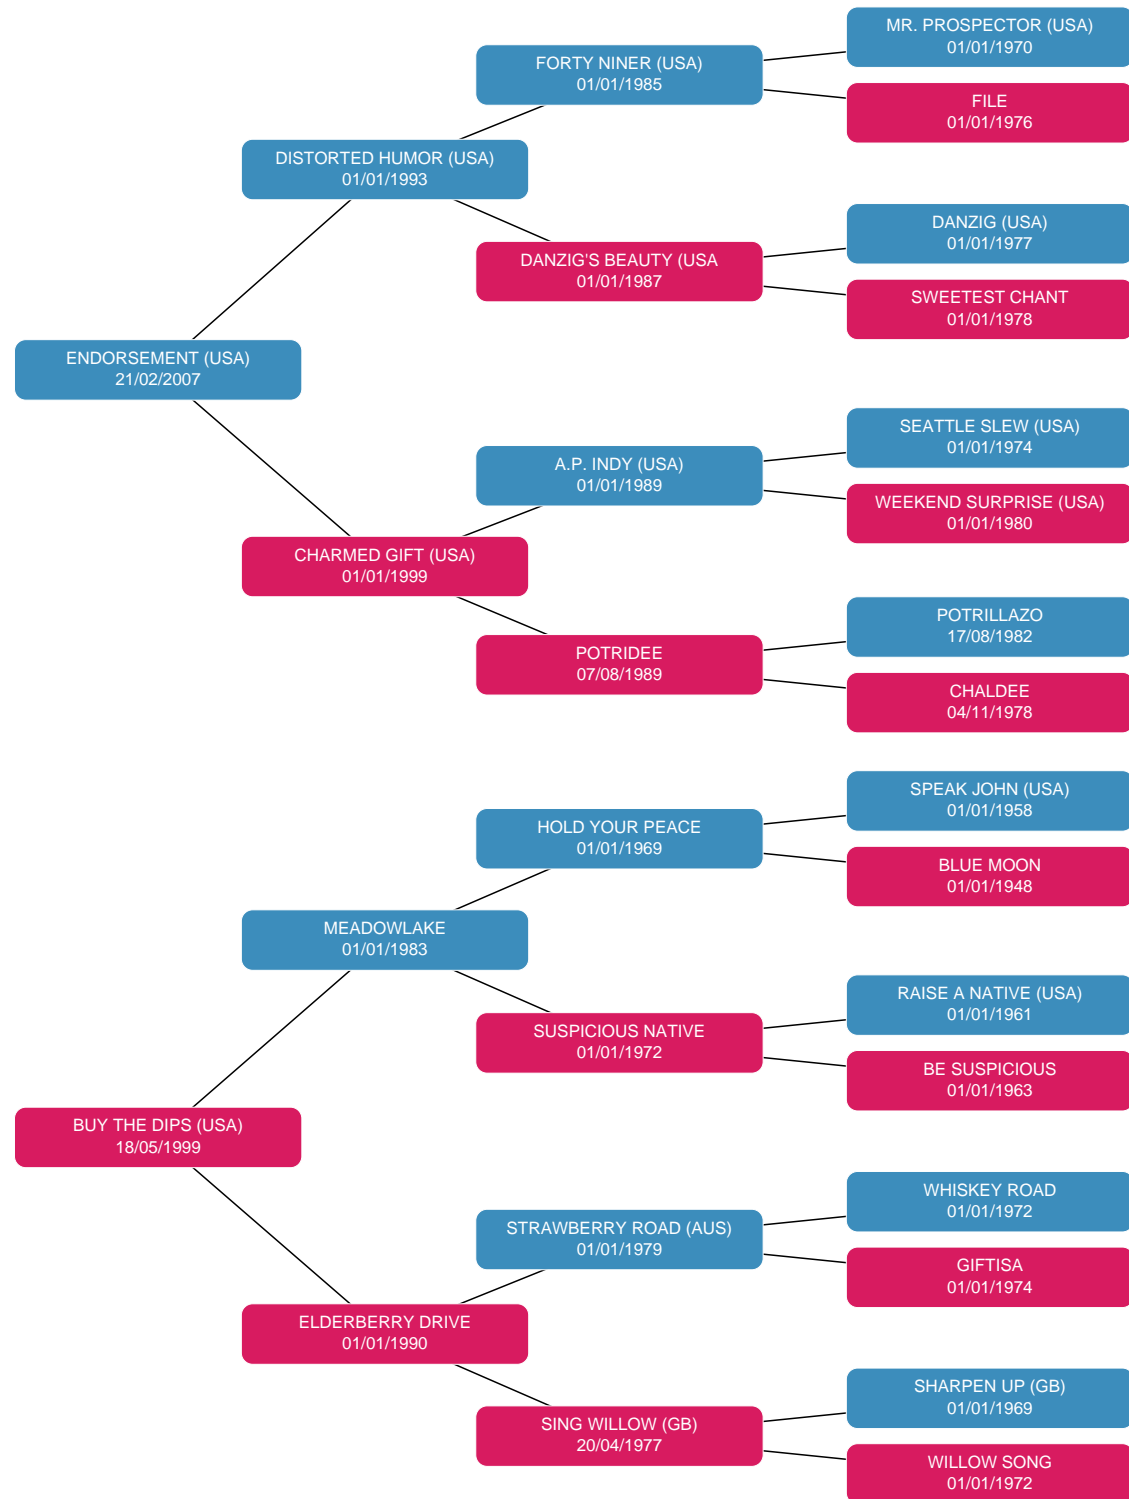 MR. PROSPECTOR (USA)
01/01/1970
FORTY NINER (USA)
01/01/1985
FILE
01/01/1976
DISTORTED HUMOR (USA)
01/01/1993
DANZIG (USA)
01/01/1977
DANZIG'S BEAUTY (USA
01/01/1987
SWEETEST CHANT
01/01/1978
ENDORSEMENT (USA)
21/02/2007
SEATTLE SLEW (USA)
01/01/1974
A.P. INDY (USA)
01/01/1989
WEEKEND SURPRISE (USA)
01/01/1980
CHARMED GIFT (USA)
01/01/1999
POTRILLAZO
17/08/1982
POTRIDEE
07/08/1989
CHALDEE
04/11/1978
SPEAK JOHN (USA)
01/01/1958
HOLD YOUR PEACE
01/01/1969
BLUE MOON
01/01/1948
MEADOWLAKE
01/01/1983
RAISE A NATIVE (USA)
01/01/1961
SUSPICIOUS NATIVE
01/01/1972
BE SUSPICIOUS
01/01/1963
BUY THE DIPS (USA)
18/05/1999
WHISKEY ROAD
01/01/1972
STRAWBERRY ROAD (AUS)
01/01/1979
GIFTISA
01/01/1974
ELDERBERRY DRIVE
01/01/1990
SHARPEN UP (GB)
01/01/1969
SING WILLOW (GB)
20/04/1977
WILLOW SONG
01/01/1972